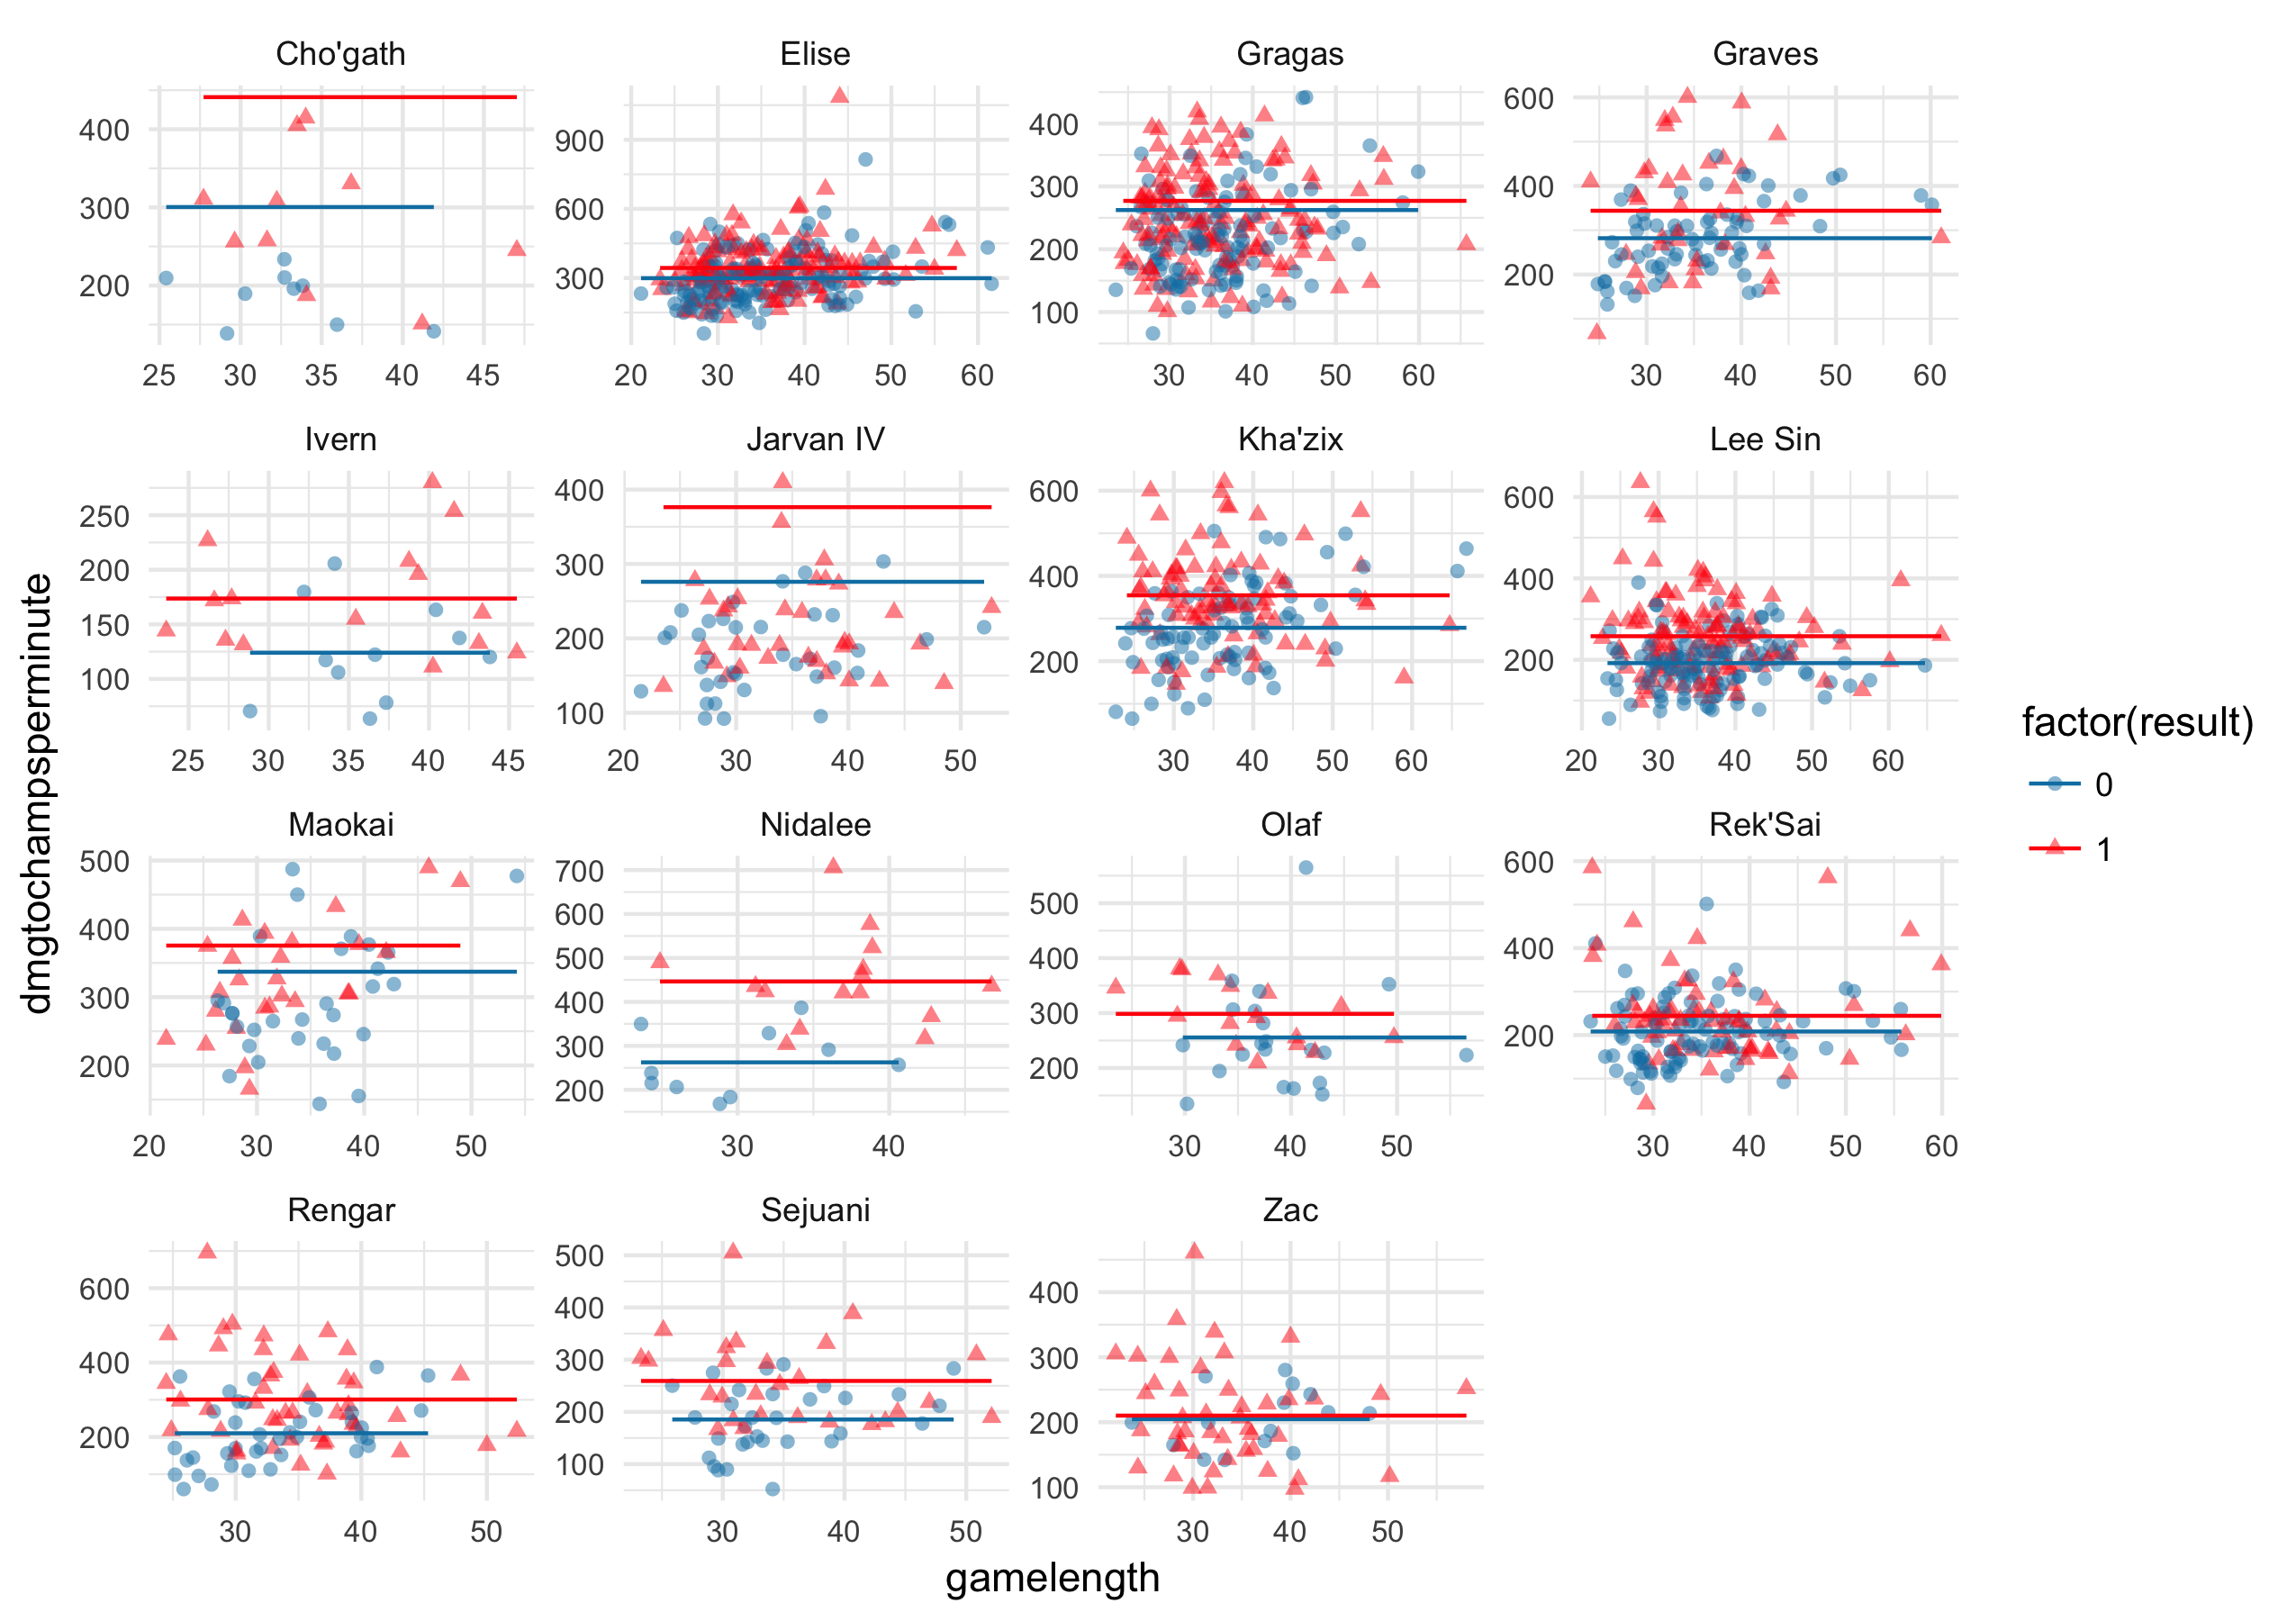 Cho'gath Elise Gragas Graves
400 300 200
900 600 300
400 300 200 100
600 400 200
25 30 35 40 45
20 30 40 50 60
30 40 50 60
30 40 50 60
Ivern Jarvan IV Kha'zix Lee Sin
250 200 150 100
400 300 200 100
600 400 200
600 400 200
25 30 35 40 45
20 30 40 50
30 40 50 60
20 30 40 50 60
dmgtochampsperminute
factor(result)
0
1
Maokai Nidalee Olaf Rek'Sai
500 400 300 200
700 600 500 400 300 200
500 400 300 200
600 400 200
20 30 40 50
30 40
30 40 50
30 40 50 60
Rengar Sejuani Zac
600 400 200
500 400 300 200 100
400 300 200 100
30 40 50
30 40 50
30 40 50
gamelength